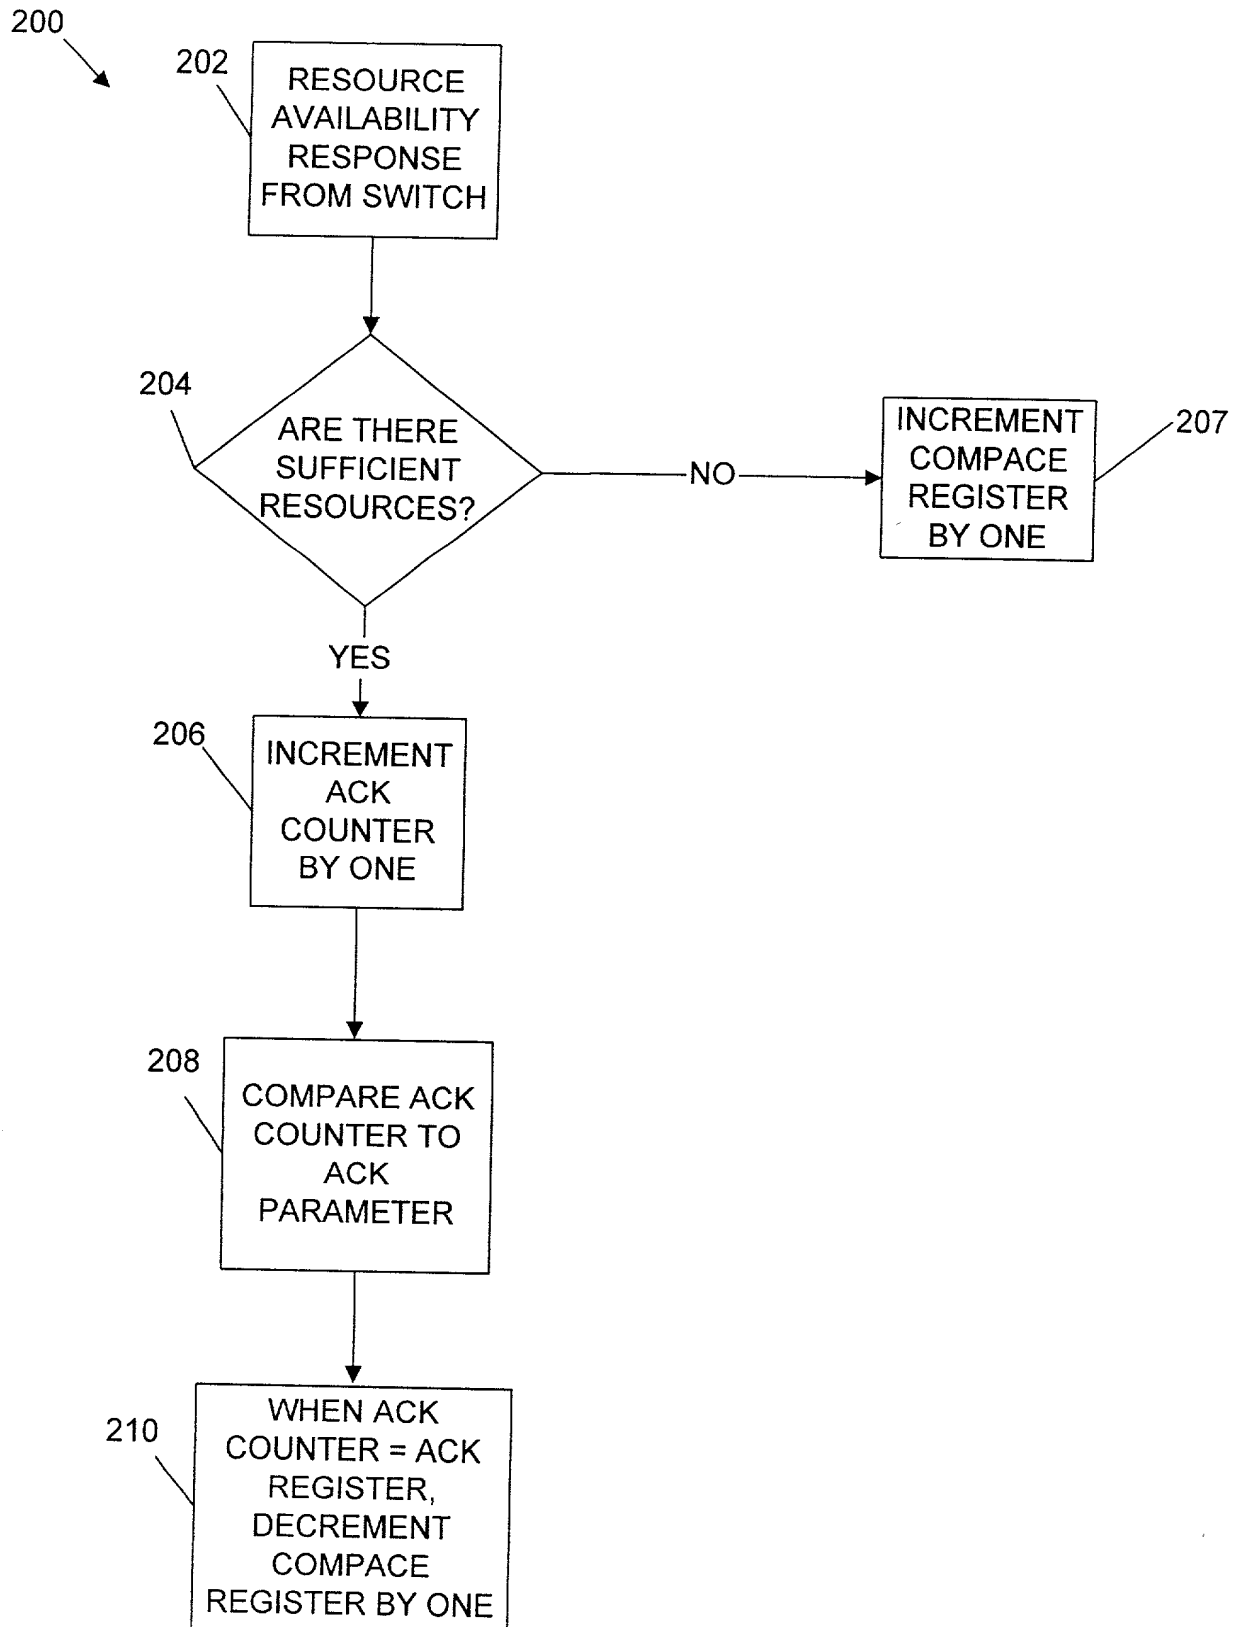 200
202
RESOURCE
AVAILABILITY
RESPONSE
FROM SWITCH
204
ARE THERE
SUFFICIENT
RESOURCES?
NO
INCREMENT
COMPACE
REGISTER
BY ONE
207
YES
206
INCREMENT
ACK
COUNTER
BY ONE
208
COMPARE ACK
COUNTER TO
ACK
PARAMETER
210
WHEN ACK
COUNTER = ACK
REGISTER,
DECREMENT
COMPACE
REGISTER BY ONE